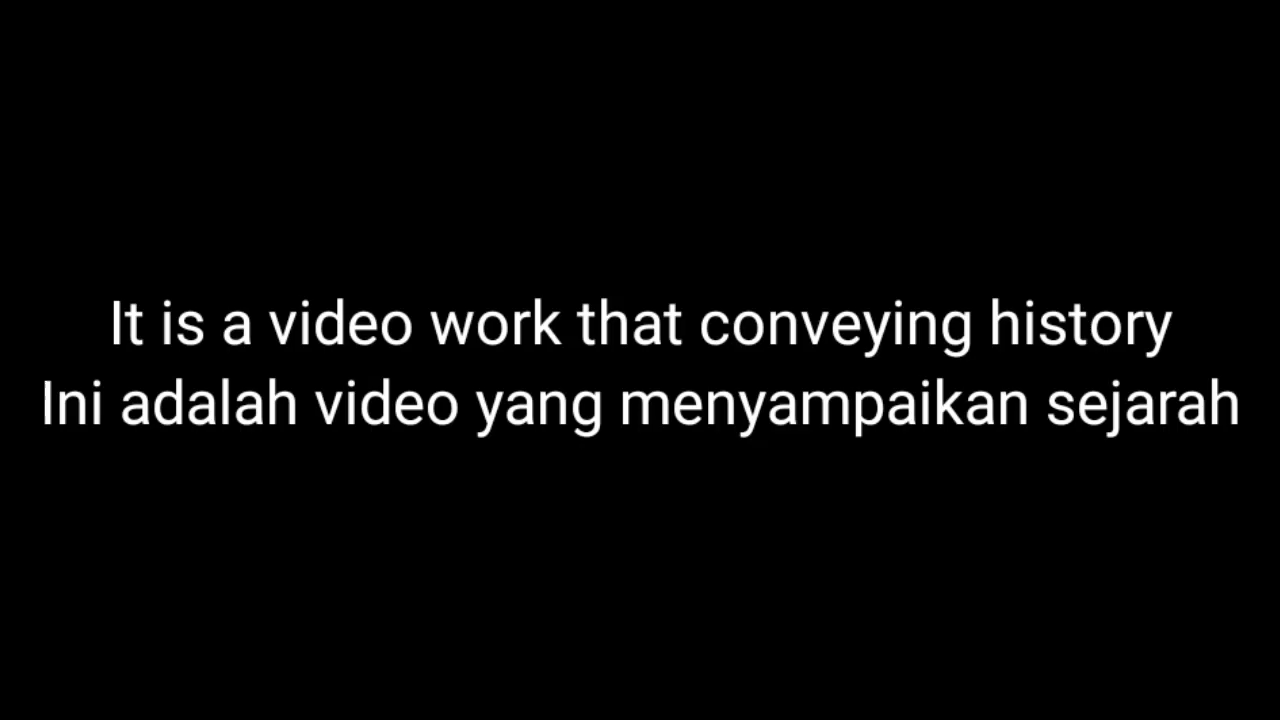 It is a video work that conveying history
Ini adalah video yang menyampaikan sejarah